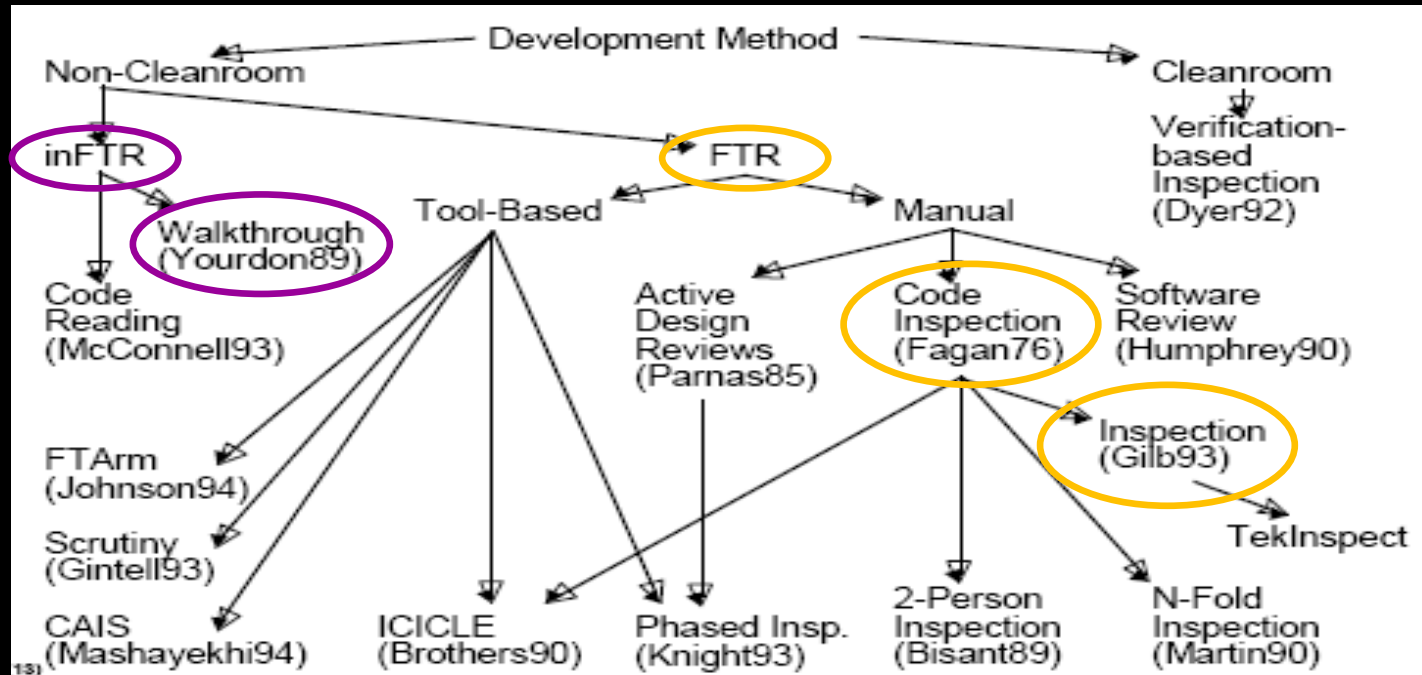 Development Method
Non-Cleanroom
Cleanroom
inFTR
FTR
Verification-
based
Inspection
(Dyer92)
Walkthrough
(Yourdon89)
Tool-Based
Manual
Code
Reading
(McConnell93)
Active
Design
Reviews
(Parnas85)
Code
Inspection
(Fagan76)
Software
Review
(Humphrey90)
Inspection
(Gilb93)
FTArm
(Johnson94)
TekInspect
Scrutiny
(Gintell93)
CAIS
(Mashayekhi94)
ICICLE
(Brothers90)
Phased Insp.
(Knight93)
2-Person
Inspection
(Bisant89)
N-Fold
Inspection
(Martin90)